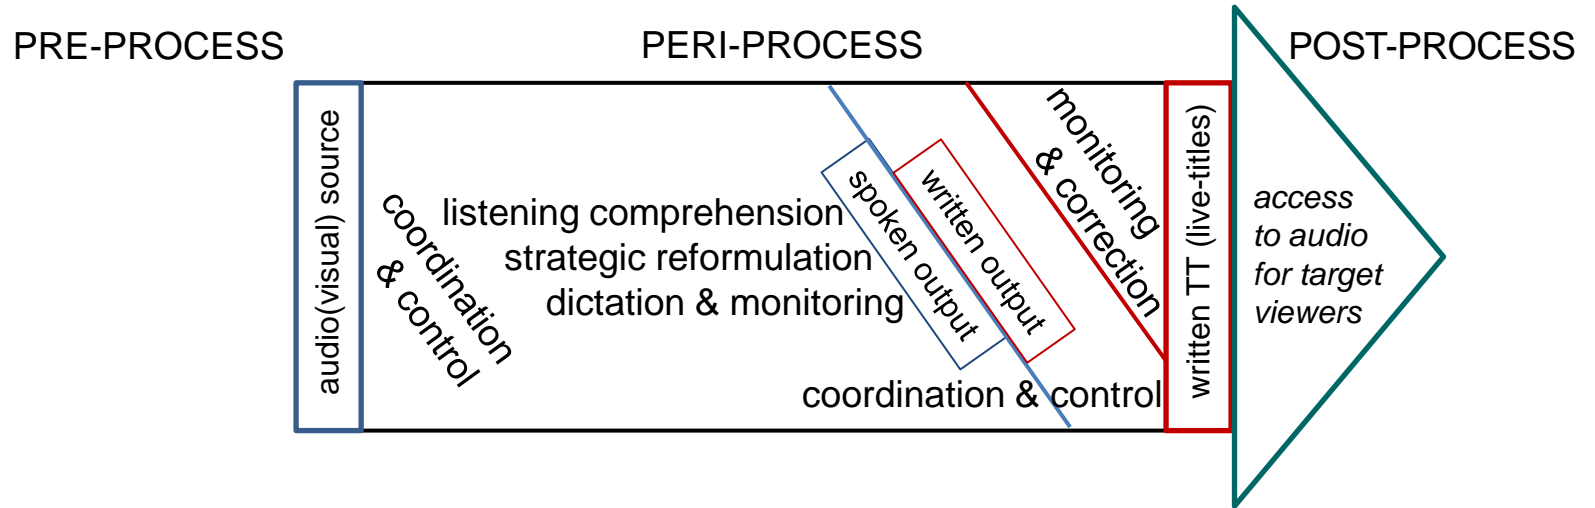 PRE-PROCESS
PERI-PROCESS
POST-PROCESS
audio(visual) source
coordination
& control
listening comprehension
strategic reformulation
dictation & monitoring
spoken output
written output
monitoring
& correction
coordination & control
written TT (live-titles)
access
to audio
for target
viewers